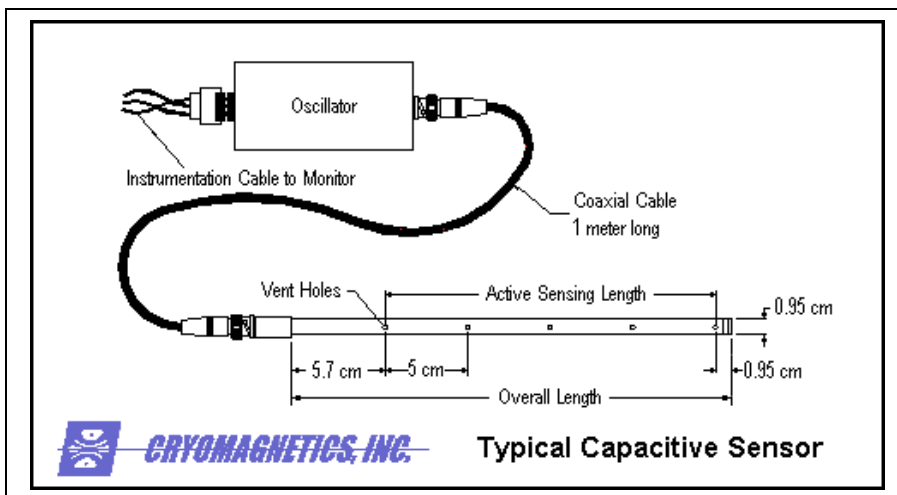 Oscillator
Instrumentation Cable to Monitor
Coaxial Cable
1 meter long
Vent Holes
Active Sensing Length
0.95 cm
5.7 cm
5 cm
0.95 cm
Overall Length
CRYOMAGNETICS, INC.
Typical Capacitive Sensor